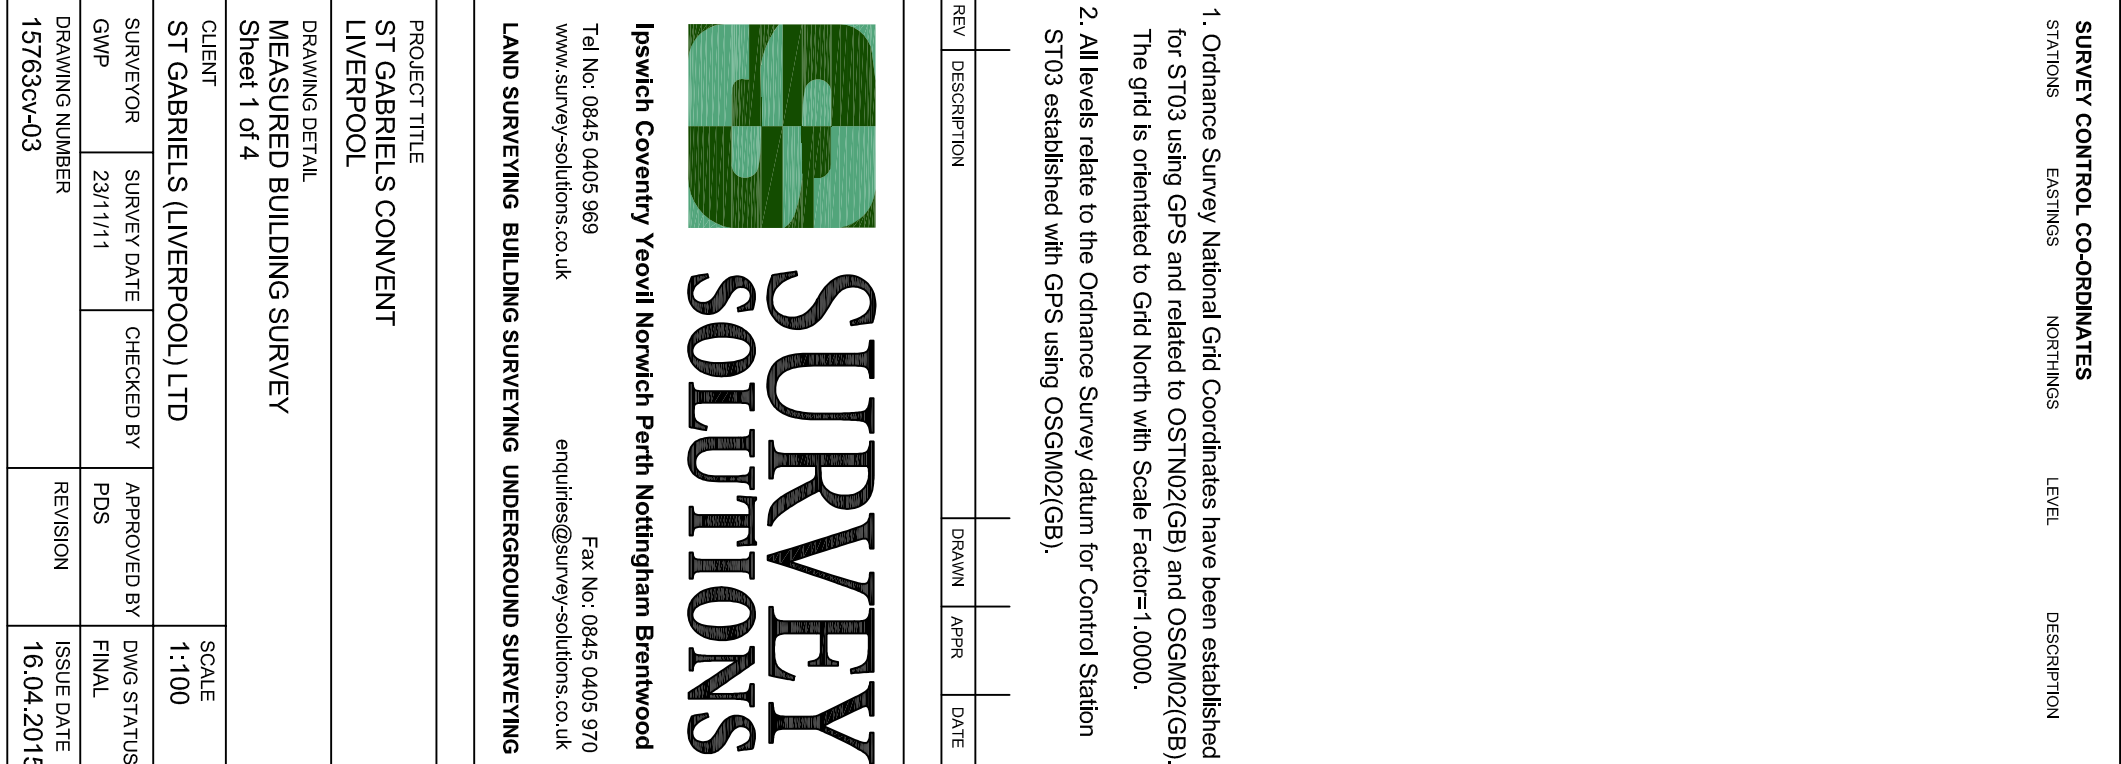 SURVEY CONTROL CO-ORDINATES
STATIONS EASTINGS NORTHINGS LEVEL DESCRIPTION
1. Ordnance Survey National Grid Coordinates have been established
for ST03 using GPS and related to OSTN02(GB) and OSGM02(GB).
The grid is orientated to Grid North with Scale Factor=1.0000.
2. All levels relate to the Ordnance Survey datum for Control Station
ST03 established with GPS using OSGM02(GB).
REV DESCRIPTION DRAWN APPR DATE
SURVEY
SOLUTIONS
Ipswich Coventry Yeovil Norwich Perth Nottingham Brentwood
Tel No: 0845 0405 969 Fax No: 0845 0405 970
www.survey-solutions.co.uk enquiries@survey-solutions.co.uk
LAND SURVEYING BUILDING SURVEYING UNDERGROUND SURVEYING
PROJECT TITLE
ST GABRIELS CONVENT
LIVERPOOL
DRAWING DETAIL
MEASURED BUILDING SURVEY
Sheet 1 of 4
CLIENT SCALE
ST GABRIELS (LIVERPOOL) LTD 1:100
SURVEYOR SURVEY DATE CHECKED BY APPROVED BY DWG STATUS
GWP 23/11/11 PDS FINAL
DRAWING NUMBER REVISION ISSUE DATE
15763cv-03 16.04.2015